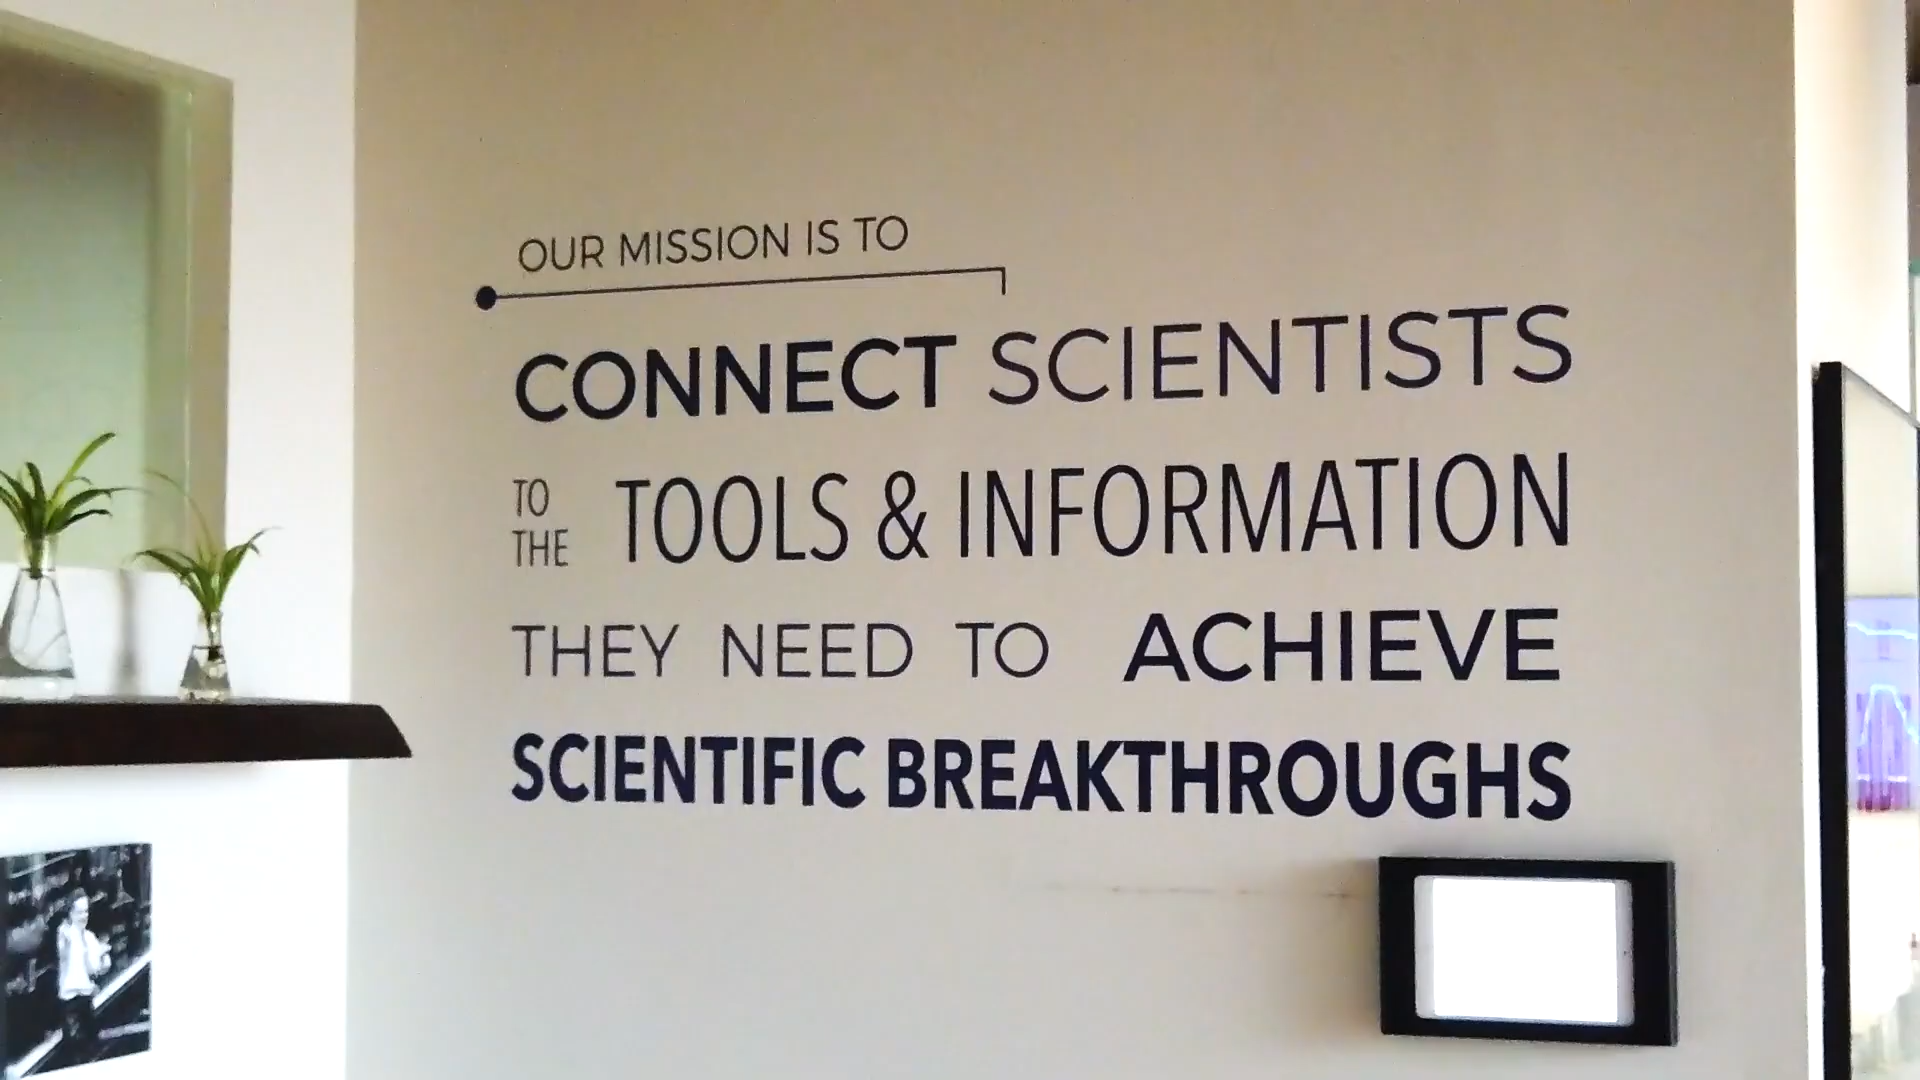 OUR MISSION IS TO
CONNECT SCIENTISTS
TO
THE
TOOLS & INFORMATION
THEY NEED TO ACHIEVE
SCIENTIFIC BREAKTHROUGHS